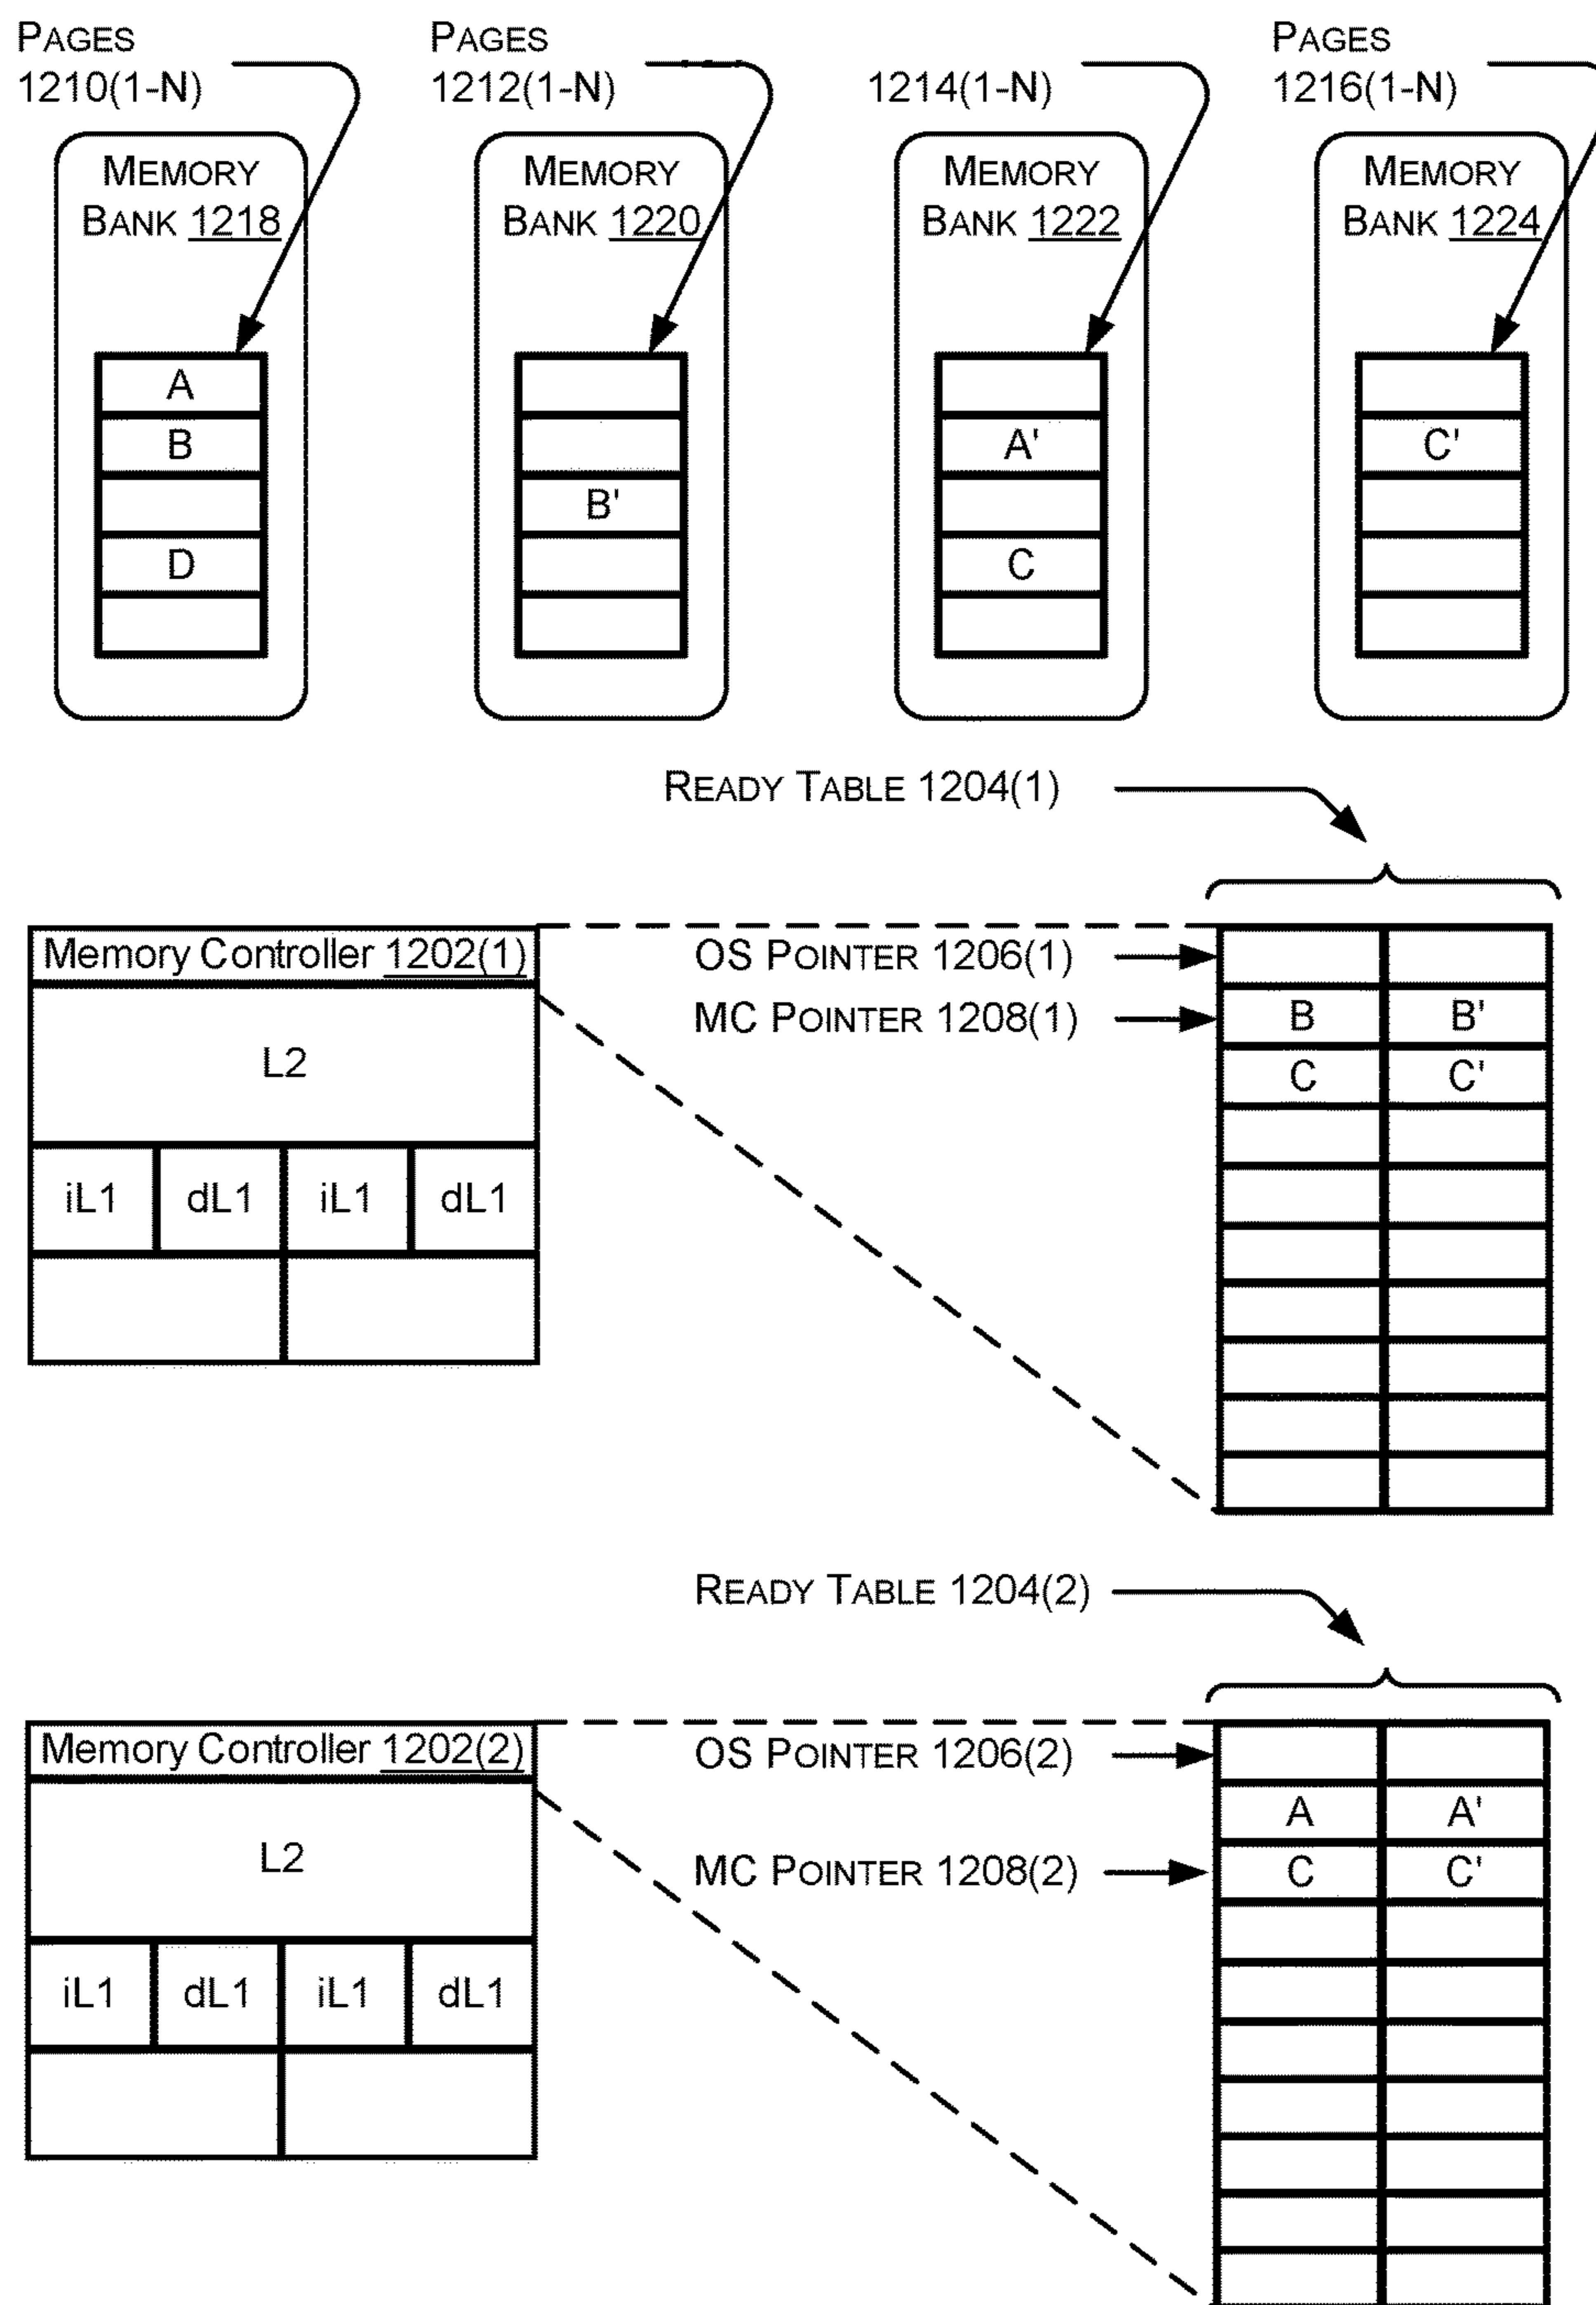 PAGES
1210(1-N)
PAGES
1212(1-N)
1214(1-N)
PAGES
1216(1-N)
MEMORY
BANK 1218
MEMORY
BANK 1220
MEMORY
BANK 1222
MEMORY
BANK 1224
A
B
D
B'
A'
C
C'
READY TABLE 1204(1)
Memory Controller 1202(1)
L2
iL1 dL1 iL1 dL1
OS POINTER 1206(1)
MC POINTER 1208(1)
B B'
C C'
READY TABLE 1204(2)
Memory Controller 1202(2)
L2
iL1 dL1 iL1 dL1
OS POINTER 1206(2)
MC POINTER 1208(2)
A A'
C C'